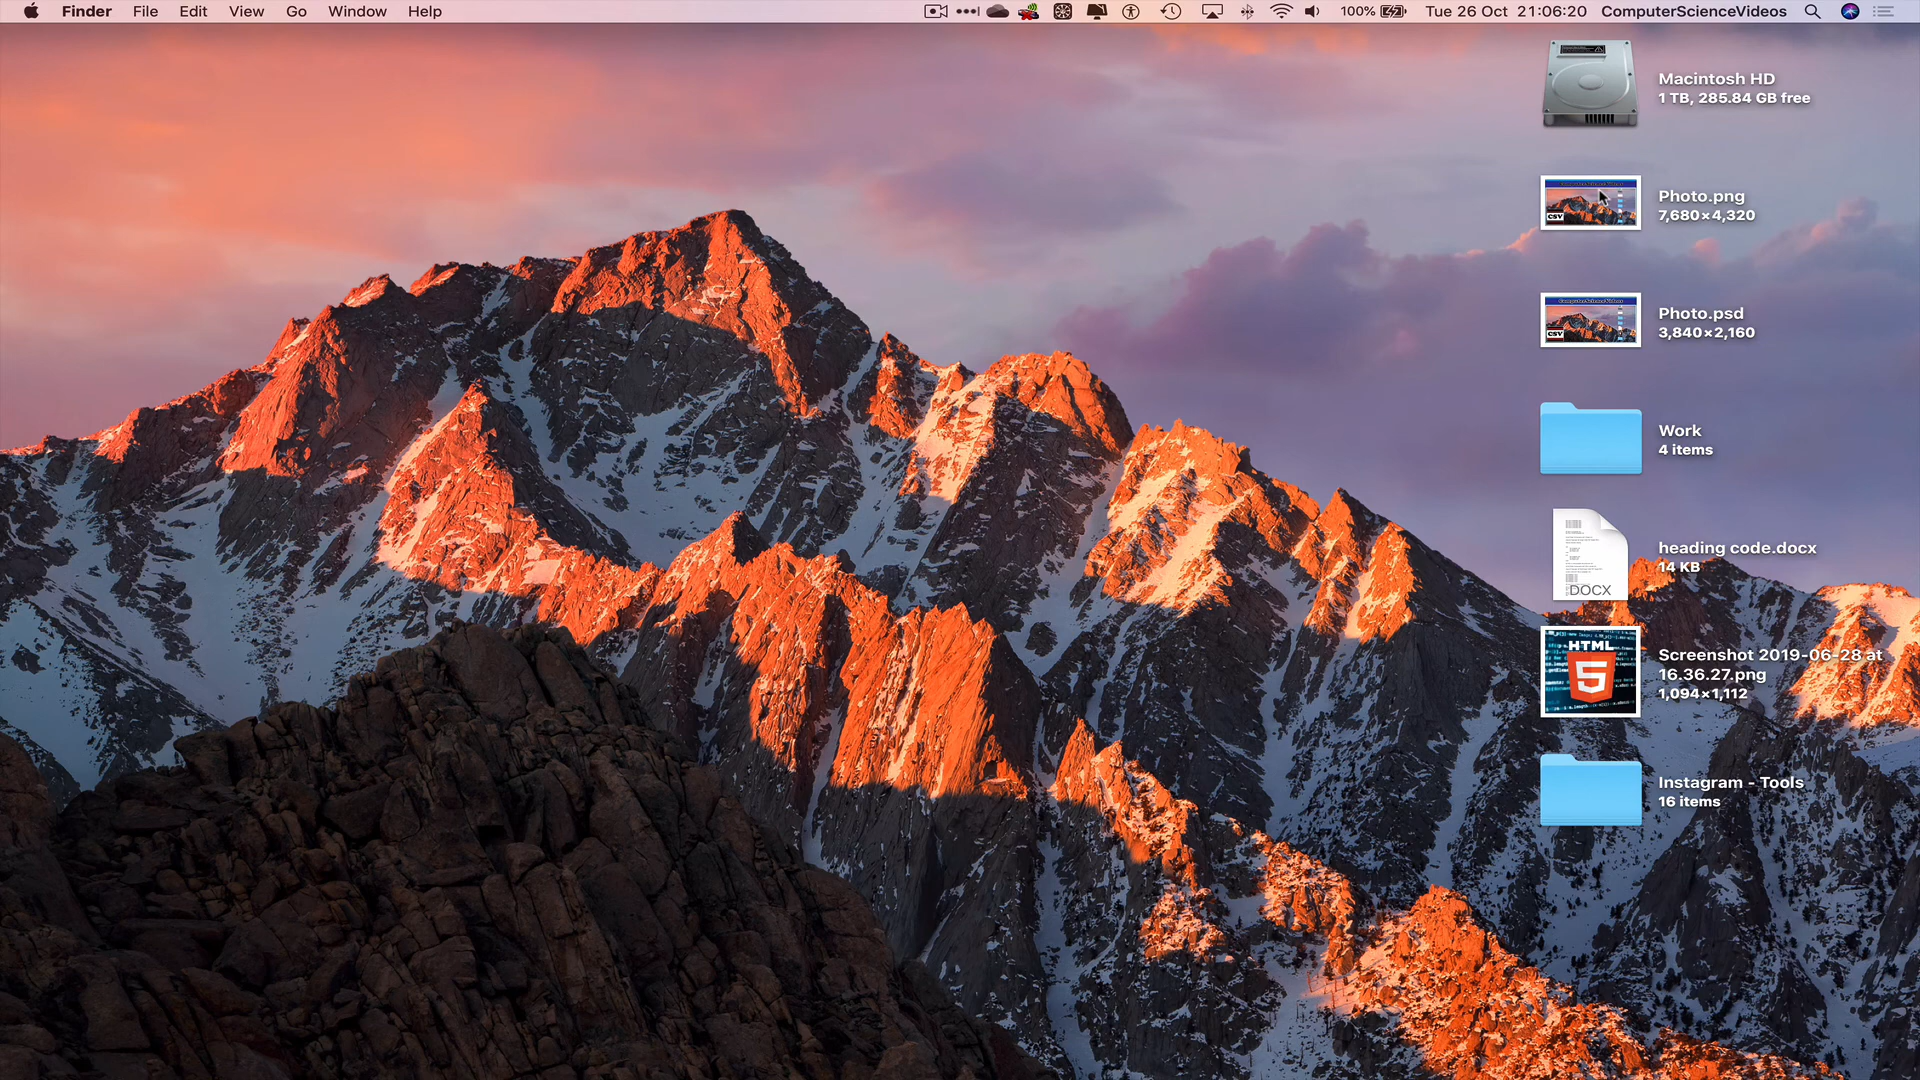 Finder File Edit View Go Window Help 100% Tue 26 Oct 21:06:20 ComputerScienceVideos
Macintosh HD
1 TB, 285.84 GB free
Photo.png
7,680×4,320
CSV
Photo.psd
3,840×2,160
CSV
Work
4 items
heading code.docx
14 KB
DOCX
HTML
5
Screenshot 2019-06-28 at
16.36.27.png
1,094×1,112
Instagram - Tools
16 items